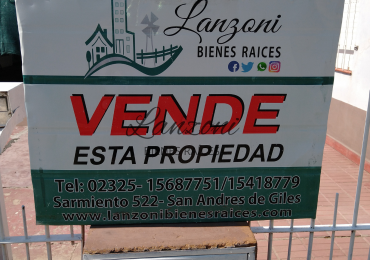 Lanzoni
BIENES RAICES
VENDE
Lanzoni
ESTA PROPIEDAD
Tel: 02325- 15687751/15418779
Sarmiento 522- San Andres de Giles
www.lanzonibienesraices.com